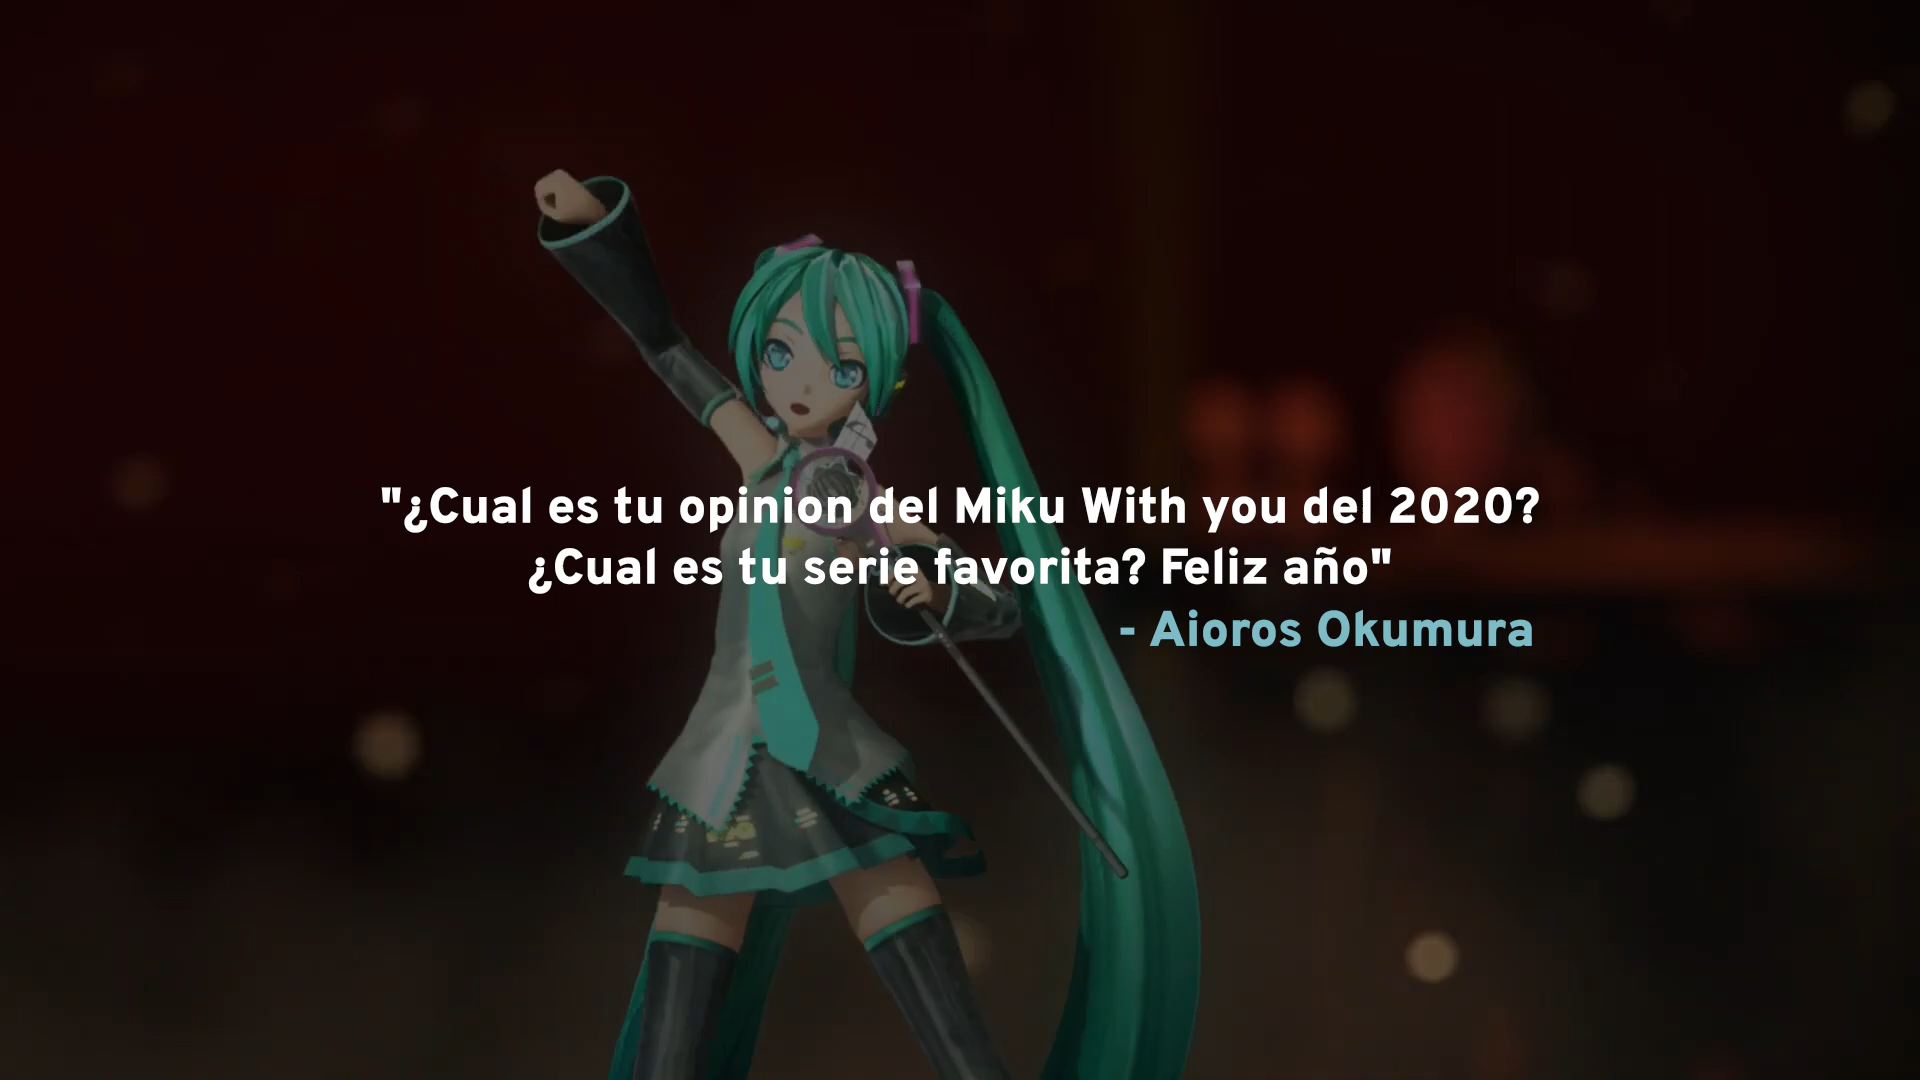 "¿Cual es tu opinion del Miku With you del 2020?
¿Cual es tu serie favorita? Feliz año"
- Aioros Okumura